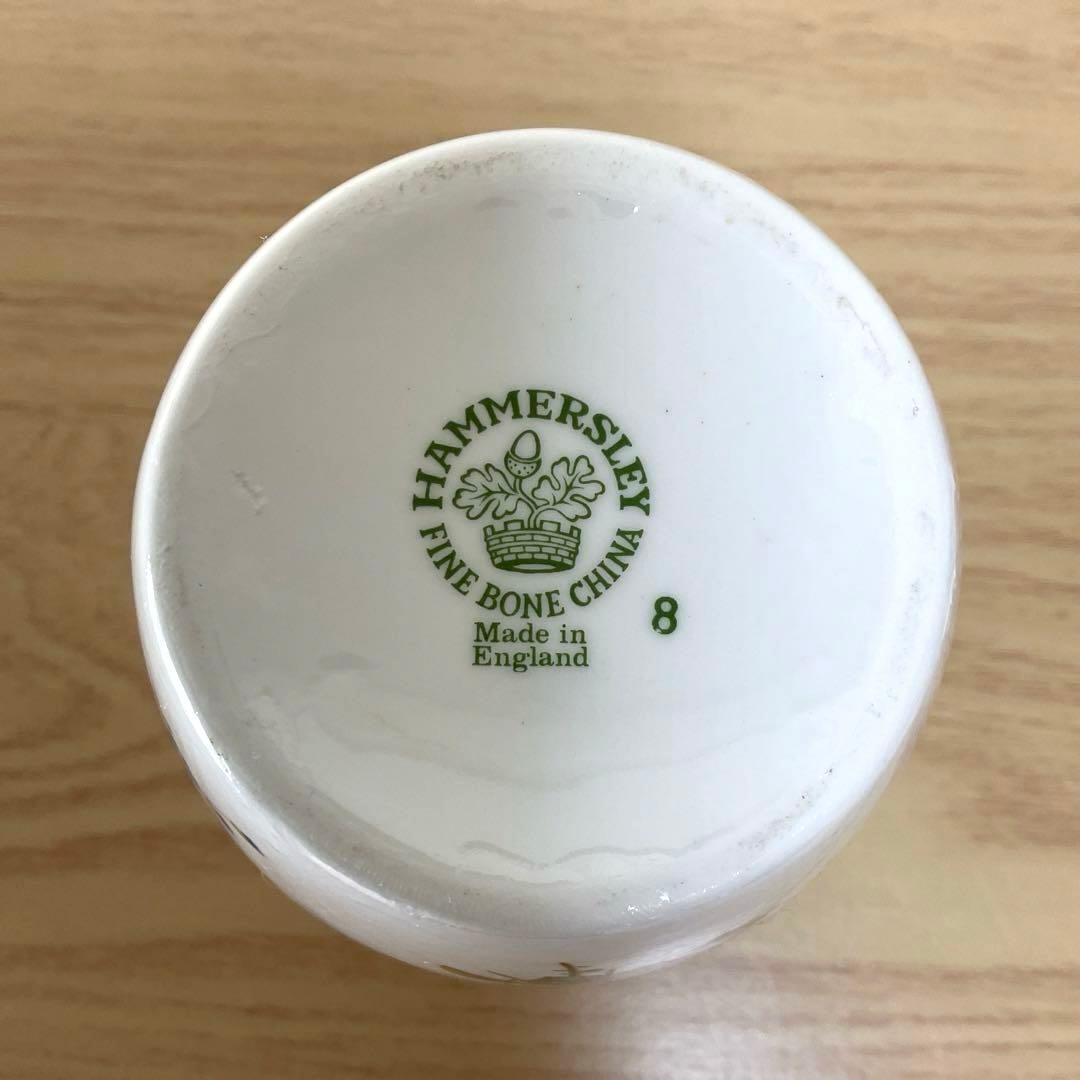 HAMMERSLEY
FINE BONE CHINA
Made in
England
8